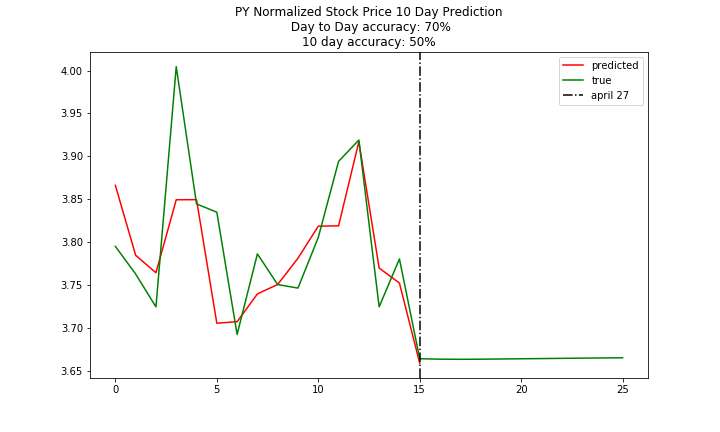 PY Normalized Stock Price 10 Day Prediction
Day to Day accuracy: 70%
10 day accuracy: 50%
predicted
true
april 27
4.00
3.95
3.90
3.85
3.80
3.75
3.70
3.65
0 5 10 15 20 25